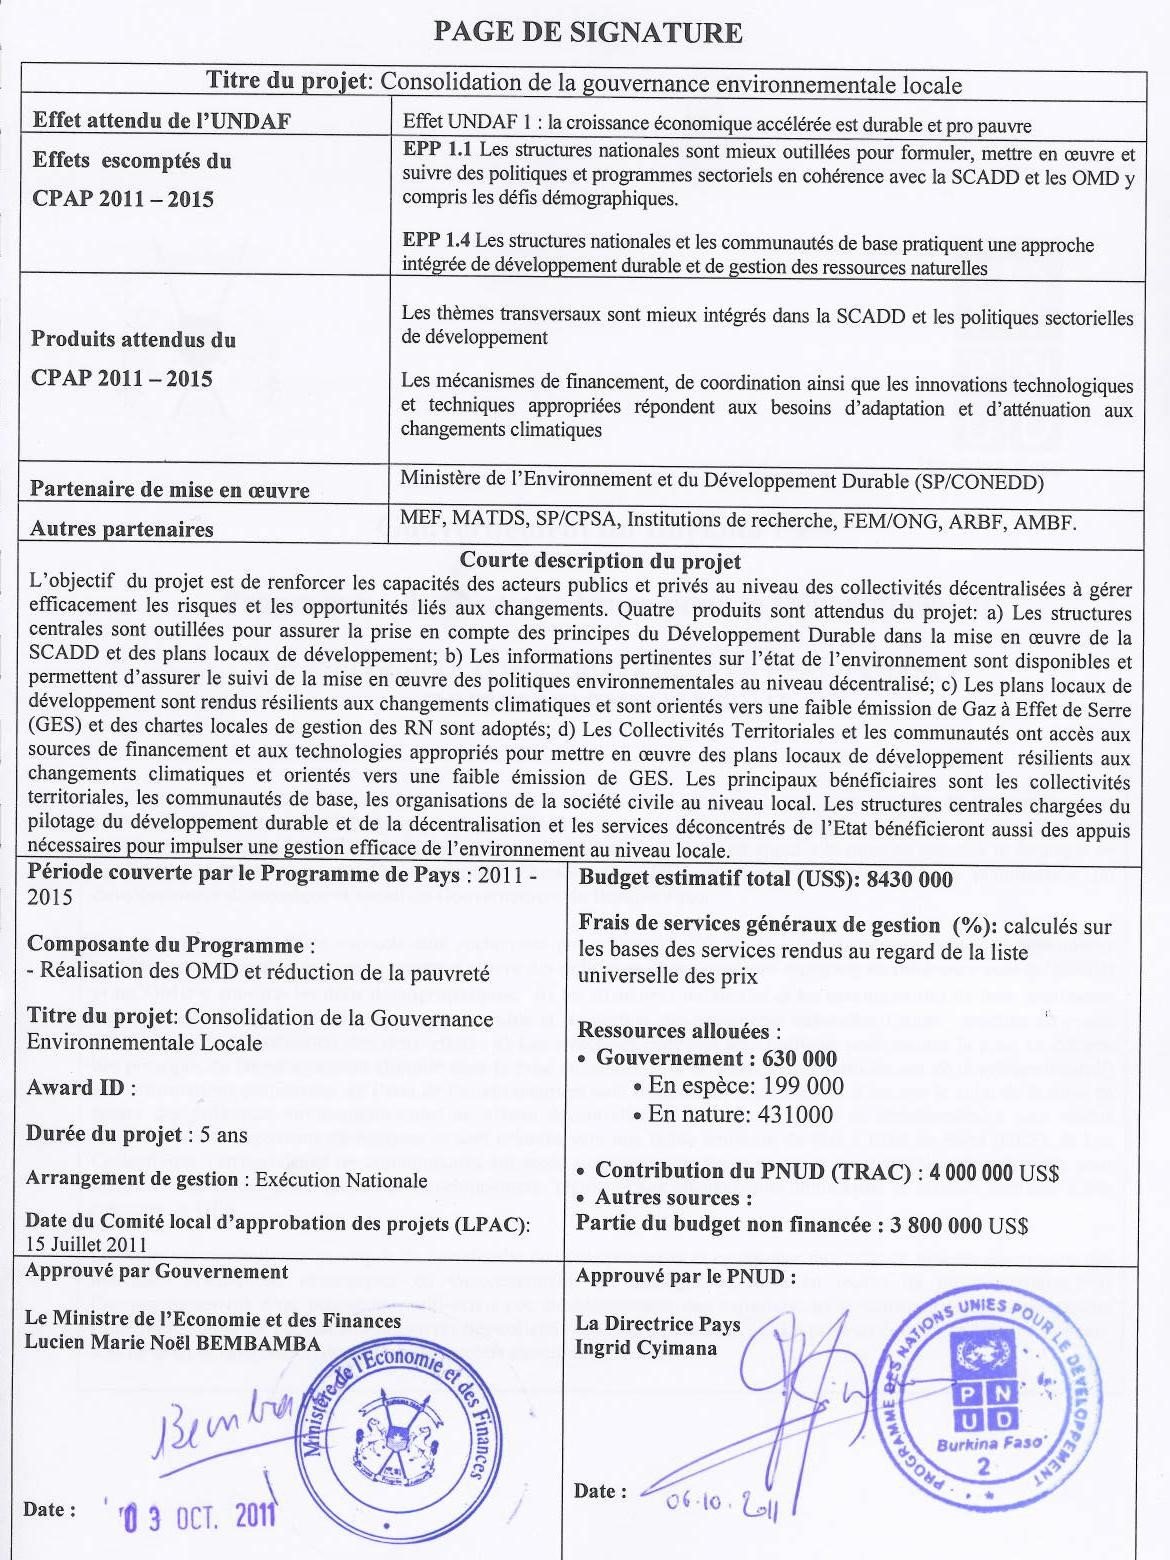 PAGE DE SIGNATURE
Titre du projet: Consolidation de la gouvernance environnementale locale
Effet attendu de l'UNDAF
Effet UNDAF 1 : la croissance économique accélérée est durable et pro pauvre
Effets escomptés du
CPAP 2011 – 2015
EPP 1.1 Les structures nationales sont mieux outillées pour formuler, mettre en œuvre et
suivre des politiques et programmes sectoriels en cohérence avec la SCADD et les OMD y
compris les défis démographiques.
EPP 1.4 Les structures nationales et les communautés de base pratiquent une approche
intégrée de développement durable et de gestion des ressources naturelles
Produits attendus du
CPAP 2011 – 2015
Les thèmes transversaux sont mieux intégrés dans la SCADD et les politiques sectorielles
de développement
Les mécanismes de financement, de coordination ainsi que les innovations technologiques
et techniques appropriées répondent aux besoins d'adaptation et d'atténuation aux
changements climatiques
Partenaire de mise en œuvre
Ministère de l'Environnement et du Développement Durable (SP/CONEDD)
Autres partenaires
MEF, MATDS, SP/CPSA, Institutions de recherche, FEM/ONG, ARBF, AMBF.
Courte description du projet
L'objectif du projet est de renforcer les capacités des acteurs publics et privés au niveau des collectivités décentralisées à gérer
efficacement les risques et les opportunités liés aux changements. Quatre produits sont attendus du projet: a) Les structures
centrales sont outillées pour assurer la prise en compte des principes du Développement Durable dans la mise en œuvre de la
SCADD et des plans locaux de développement; b) Les informations pertinentes sur l'état de l'environnement sont disponibles et
permettent d'assurer le suivi de la mise en œuvre des politiques environnementales au niveau décentralisé; c) Les plans locaux de
développement sont rendus résilients aux changements climatiques et sont orientés vers une faible émission de Gaz à Effet de Serre
(GES) et des chartes locales de gestion des RN sont adoptés; d) Les Collectivités Territoriales et les communautés ont accès aux
sources de financement et aux technologies appropriés pour mettre en œuvre des plans locaux de développement résilients aux
changements climatiques et orientés vers une faible émission de GES. Les principaux bénéficiaires sont les collectivités
territoriales, les communautés de base, les organisations de la société civile au niveau local. Les structures centrales chargées du
pilotage du développement durable et de la décentralisation et les services déconcentrés de l'Etat bénéficieront aussi des appuis
nécessaires pour impulser une gestion efficace de l'environnement au niveau locale.
Période couverte par le Programme de Pays : 2011 -
2015
Composante du Programme :
- Réalisation des OMD et réduction de la pauvreté
Titre du projet: Consolidation de la Gouvernance
Environnementale Locale
Award ID :
Durée du projet : 5 ans
Arrangement de gestion : Exécution Nationale
Date du Comité local d'approbation des projets (LPAC):
15 Juillet 2011
Budget estimatif total (US$): 8430 000
Frais de services généraux de gestion (%): calculés sur
les bases des services rendus au regard de la liste
universelle des prix
Ressources allouées :
• Gouvernement : 630 000
• En espèce: 199 000
• En nature: 431000
• Contribution du PNUD (TRAC) : 4 000 000 US$
• Autres sources :
Partie du budget non financée : 3 800 000 US$
Approuvé par Gouvernement
Le Ministre de l'Economie et des Finances
Lucien Marie Noël BEMBAMBA
Ministère de l'Economie et des Finances
Date :
03 OCT. 2011
Approuvé par le PNUD :
La Directrice Pays
Ingrid Cyimana
PROGRAMME DES NATIONS UNIES POUR LE DÉVELOPPEMENT
PN
UD
Burkina Faso
2
Date :
06.10.2011